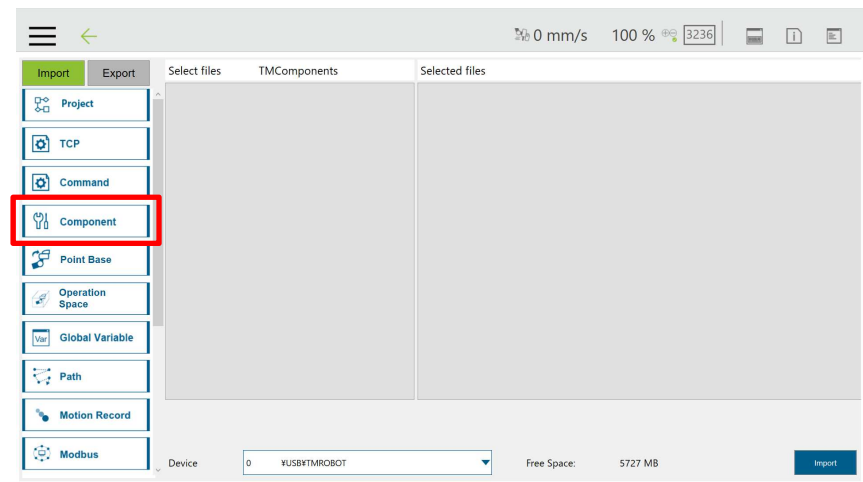 0 mm/s 100 % 3236
Import Export Select files TMComponents Selected files
Project
TCP
Command
Component
Point Base
Operation
Space
Var Global Variable
Path
Motion Record
Modbus
Device 0 ¥USB¥TMROBOT Free Space: 5727 MB Import